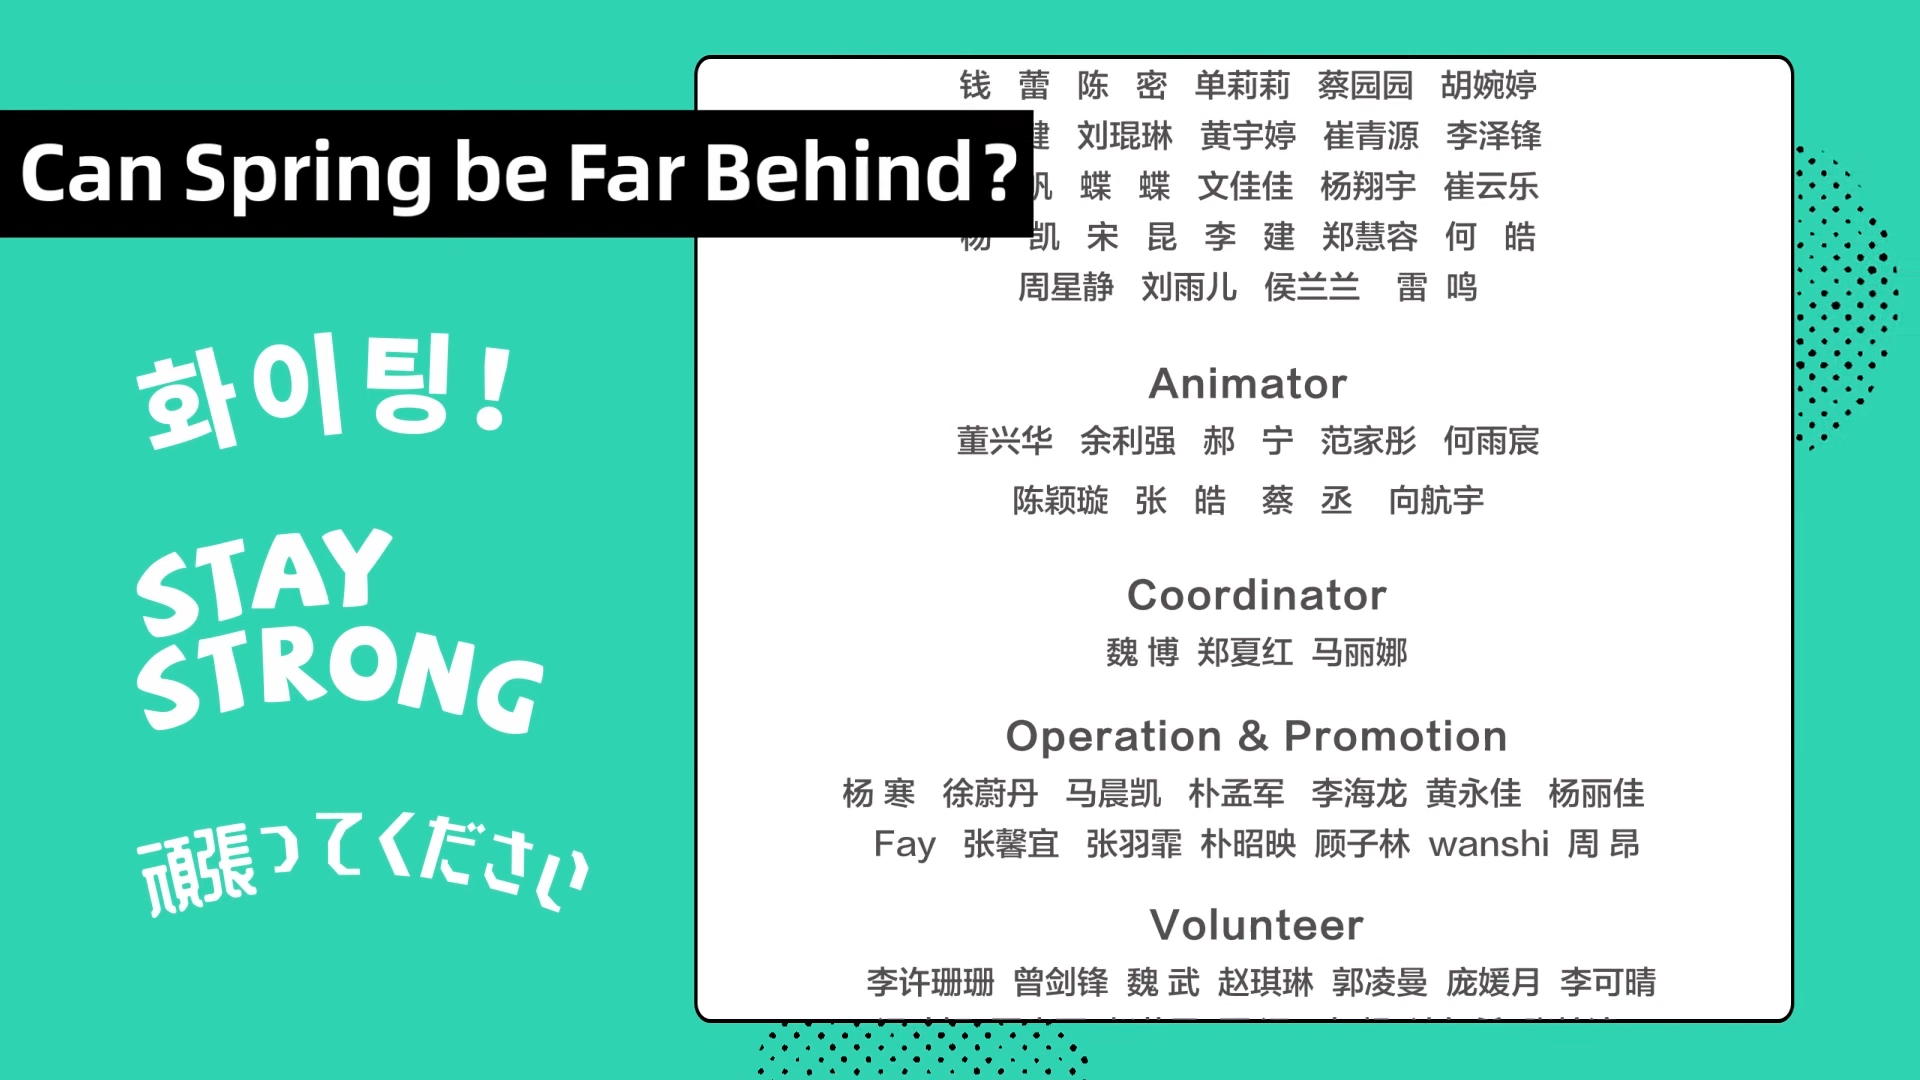 Can Spring be Far Behind?
화이팅!
STAY
STRONG
頑張ってください
钱 蕾 陈 密 单莉莉 蔡园园 胡婉婷
刘琨琳 黄宇婷 崔青源 李泽锋
蝶 蝶 文佳佳 杨翔宇 崔云乐
杨 凯 宋 昆 李 建 郑慧容 何 皓
周星静 刘雨儿 侯兰兰 雷 鸣
Animator
董兴华 余利强 郝 宁 范家彤 何雨宸
陈颖璇 张 皓 蔡 丞 向航宇
Coordinator
魏 博 郑夏红 马丽娜
Operation & Promotion
杨 寒 徐蔚丹 马晨凯 朴孟军 李海龙 黄永佳 杨丽佳
Fay 张馨宜 张羽霏 朴昭映 顾子林 wanshi 周 昂
Volunteer
李许珊珊 曾剑锋 魏 武 赵琪琳 郭凌曼 庞媛月 李可晴